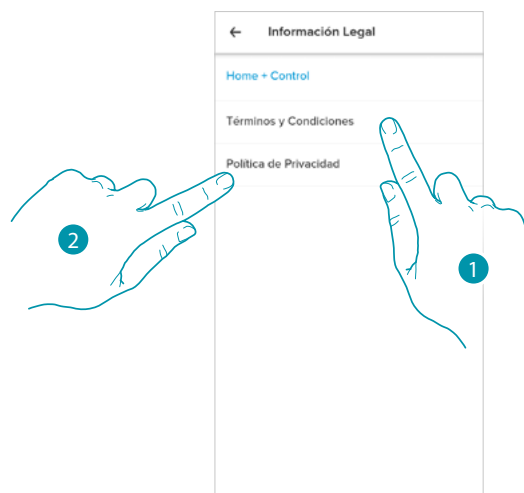 Información Legal
Home + Control
Términos y Condiciones
Política de Privacidad
2
1